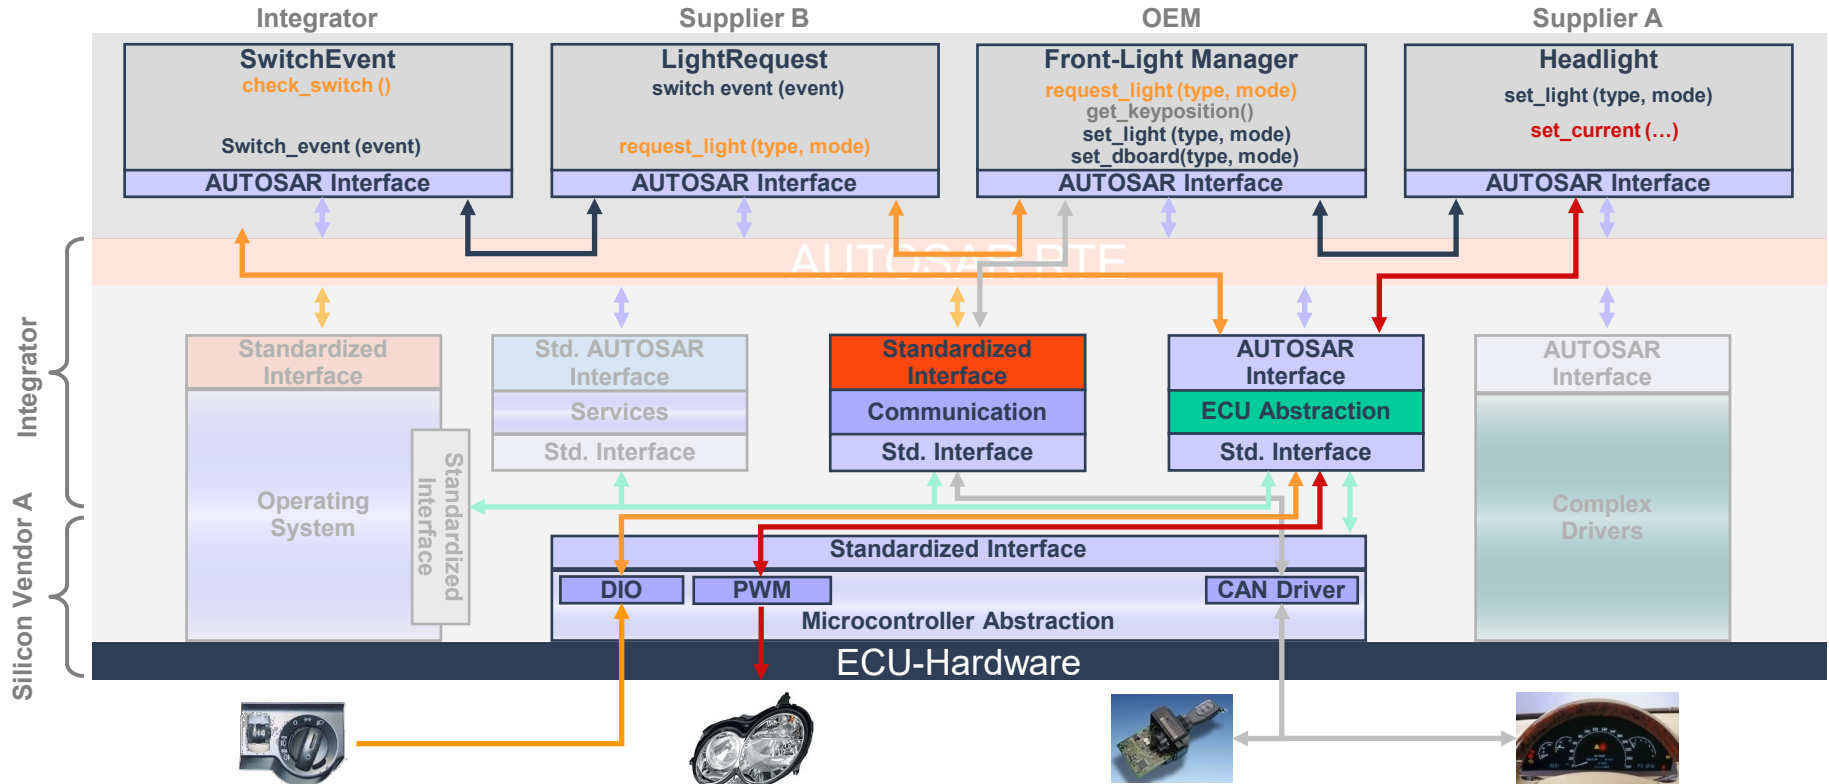 Integrator
Supplier B
OEM
Supplier A
SwitchEvent
check_switch ()
Switch_event (event)
AUTOSAR Interface
LightRequest
switch event (event)
request_light (type, mode)
AUTOSAR Interface
Front-Light Manager
request_light (type, mode)
get_keyposition()
set_light (type, mode)
set_dboard(type, mode)
AUTOSAR Interface
Headlight
set_light (type, mode)
set_current (…)
AUTOSAR Interface
AUTOSAR RTE
Integrator
Silicon Vendor A
Standardized
Interface
Operating
System
Standardized
Interface
Std. AUTOSAR
Interface
Services
Std. Interface
Standardized
Interface
Communication
Std. Interface
AUTOSAR
Interface
ECU Abstraction
Std. Interface
AUTOSAR
Interface
Complex
Drivers
Standardized Interface
DIO
PWM
CAN Driver
Microcontroller Abstraction
ECU-Hardware